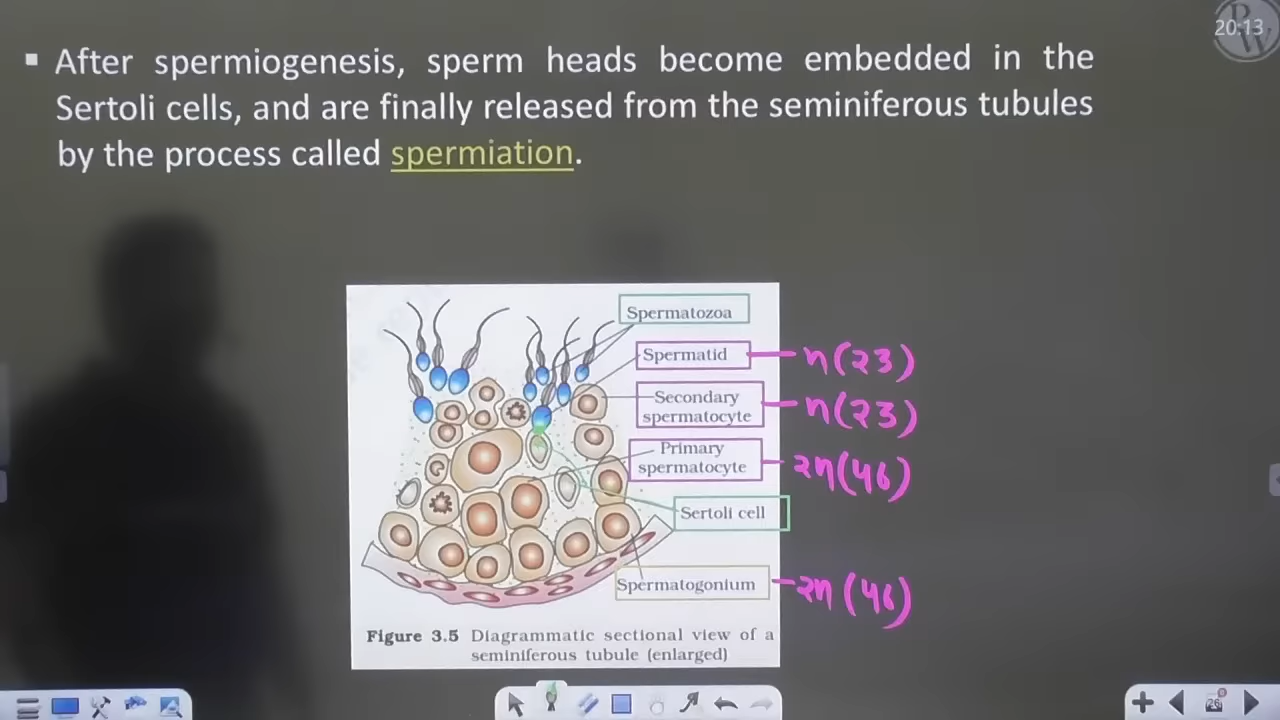 20:13
▪ After spermiogenesis, sperm heads become embedded in the
Sertoli cells, and are finally released from the seminiferous tubules
by the process called spermiation.
Spermatozoa
Spermatid n(23)
Secondary
spermatocyte n(23)
Primary
spermatocyte 2n(46)
Sertoli cell
Spermatogonium 2n (46)
Figure 3.5 Diagrammatic sectional view of a
seminiferous tubule (enlarged)